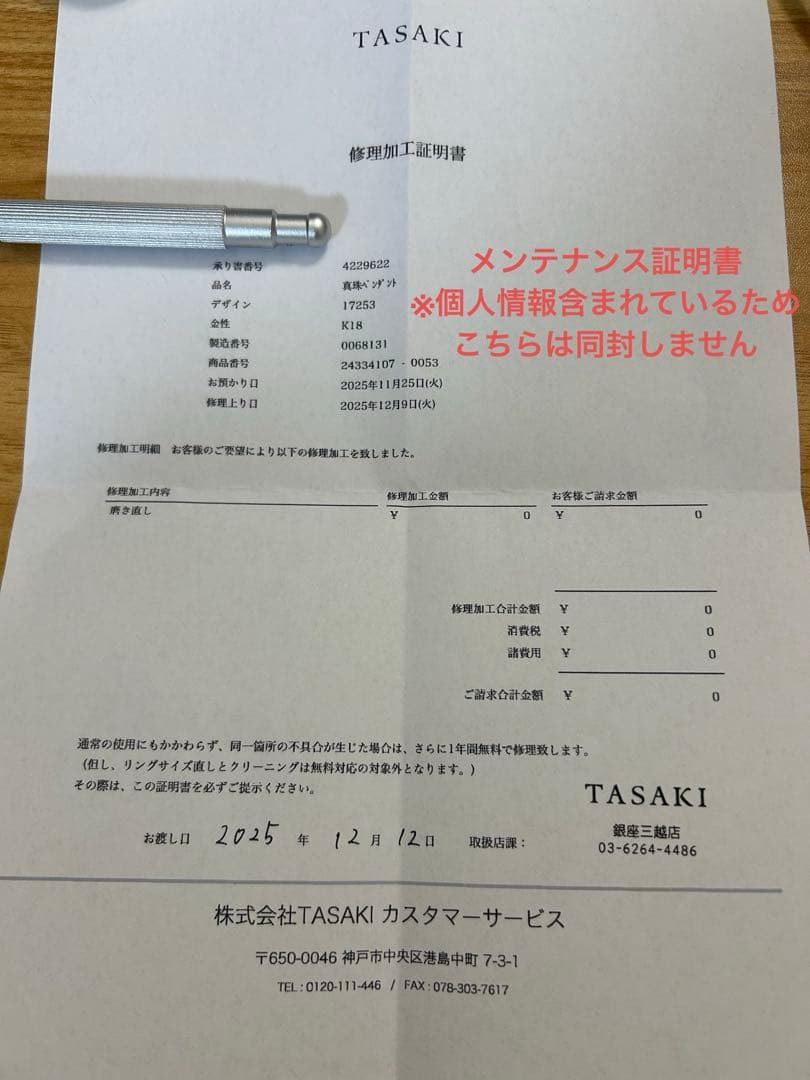 TASAKI
修理加工証明書
承り書番号 4229622
品名 真珠ペンダント
デザイン 17253
金性 K18
製造番号 0068131
商品番号 24334107 - 0053
お預かり日 2025年11月25日(火)
修理上り日 2025年12月9日(火)
メンテナンス証明書
※個人情報含まれているため
こちらは同封しません
修理加工明細 お客様のご要望により以下の修理加工を致しました。
修理加工内容 修理加工金額 お客様ご請求金額
磨き直し ¥ 0 ¥ 0
修理加工合計金額 ¥ 0
消費税 ¥ 0
諸費用 ¥ 0
ご請求合計金額 ¥ 0
通常の使用にもかかわらず、同一箇所の不具合が生じた場合は、さらに1年間無料で修理致します。
(但し、リングサイズ直しとクリーニングは無料対応の対象外となります。)
その際は、この証明書を必ずご提示ください。
TASAKI
お渡し日 2025 年 12 月 12 日 取扱店課: 銀座三越店
03-6264-4486
株式会社TASAKI カスタマーサービス
〒650-0046 神戸市中央区港島中町 7-3-1
TEL : 0120-111-446 / FAX : 078-303-7617